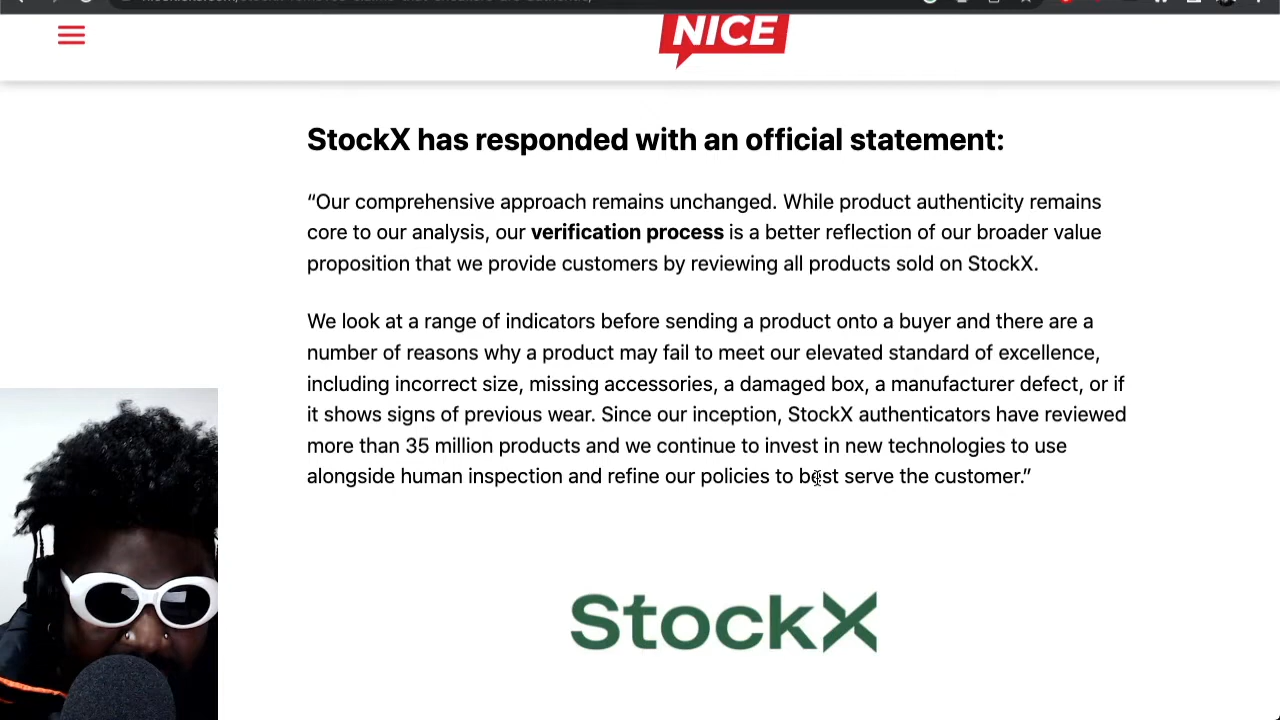 NICE
StockX has responded with an official statement:
“Our comprehensive approach remains unchanged. While product authenticity remains
core to our analysis, our verification process is a better reflection of our broader value
proposition that we provide customers by reviewing all products sold on StockX.
We look at a range of indicators before sending a product onto a buyer and there are a
number of reasons why a product may fail to meet our elevated standard of excellence,
including incorrect size, missing accessories, a damaged box, a manufacturer defect, or if
it shows signs of previous wear. Since our inception, StockX authenticators have reviewed
more than 35 million products and we continue to invest in new technologies to use
alongside human inspection and refine our policies to best serve the customer.”
StockX